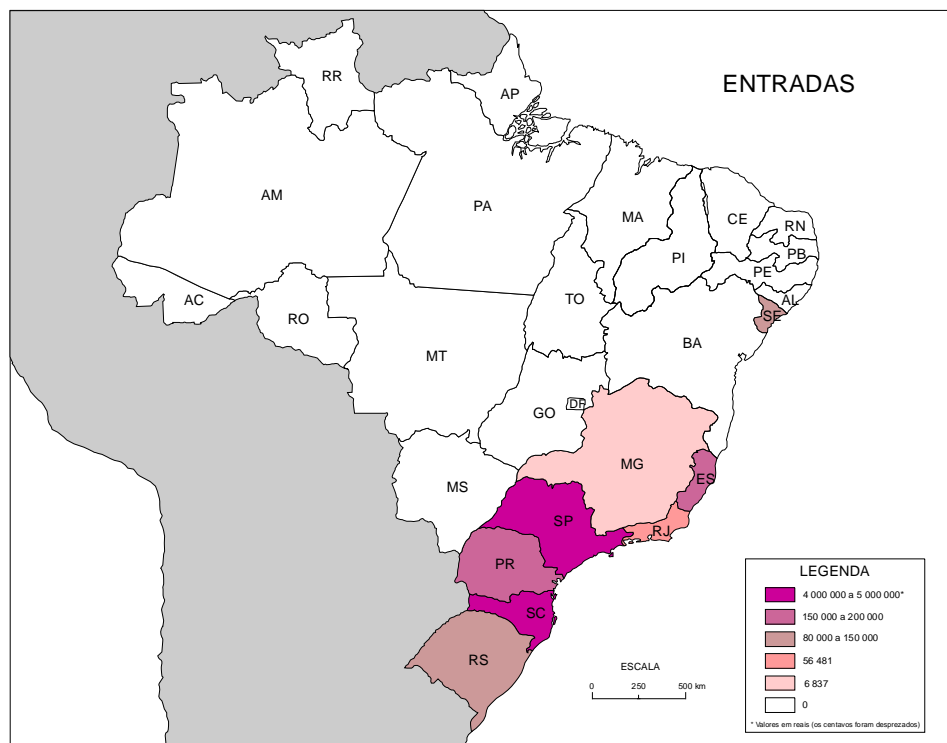 ENTRADAS
RR
AP
AM
PA
MA
CE
RN
PB
PE
PI
AL
SE
AC
RO
TO
BA
MT
DF
GO
MG
ES
MS
SP
RJ
PR
SC
RS
ESCALA
0 250 500 km
LEGENDA
4 000 000 a 5 000 000*
150 000 a 200 000
80 000 a 150 000
56 481
6 837
0
* Valores em reais (os centavos foram desprezados)